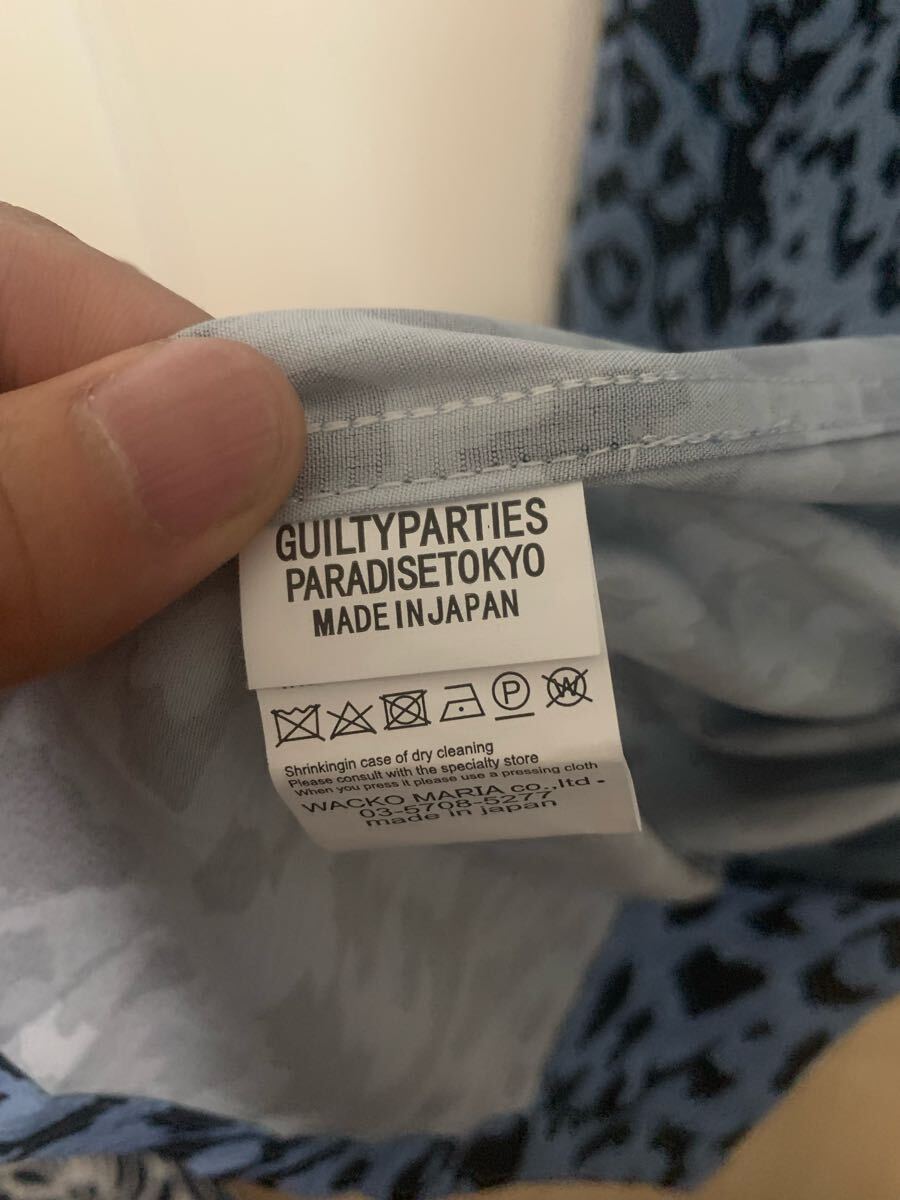 GUILTYPARTIES
PARADISETOKYO
MADE IN JAPAN
P
W
Shrinkingin case of dry cleaning
Please consult with the specialty store
When you press it please use a pressing cloth
WACKO MARIA co.,ltd.
03-5708-5277
made in japan